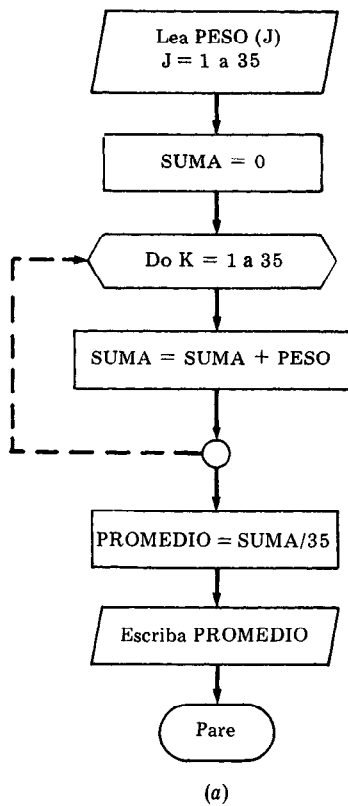 Lea PESO (J)
J = 1 a 35
SUMA = 0
Do K = 1 a 35
SUMA = SUMA + PESO
PROMEDIO = SUMA/35
Escriba PROMEDIO
Pare
(a)